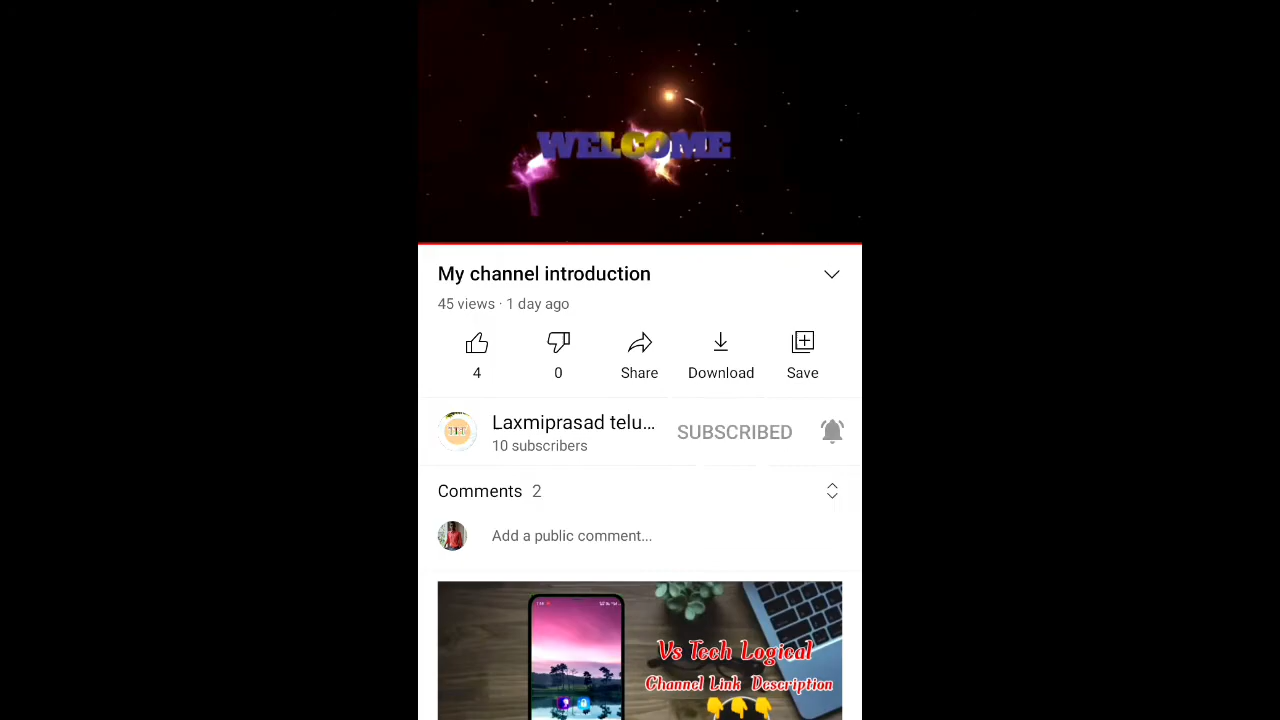 WELCOME
My channel introduction
45 views · 1 day ago
4
0
Share
Download
Save
Laxmiprasad telu...
10 subscribers
SUBSCRIBED
Comments 2
Add a public comment...
Vs Tech Logical
Channel Link Description